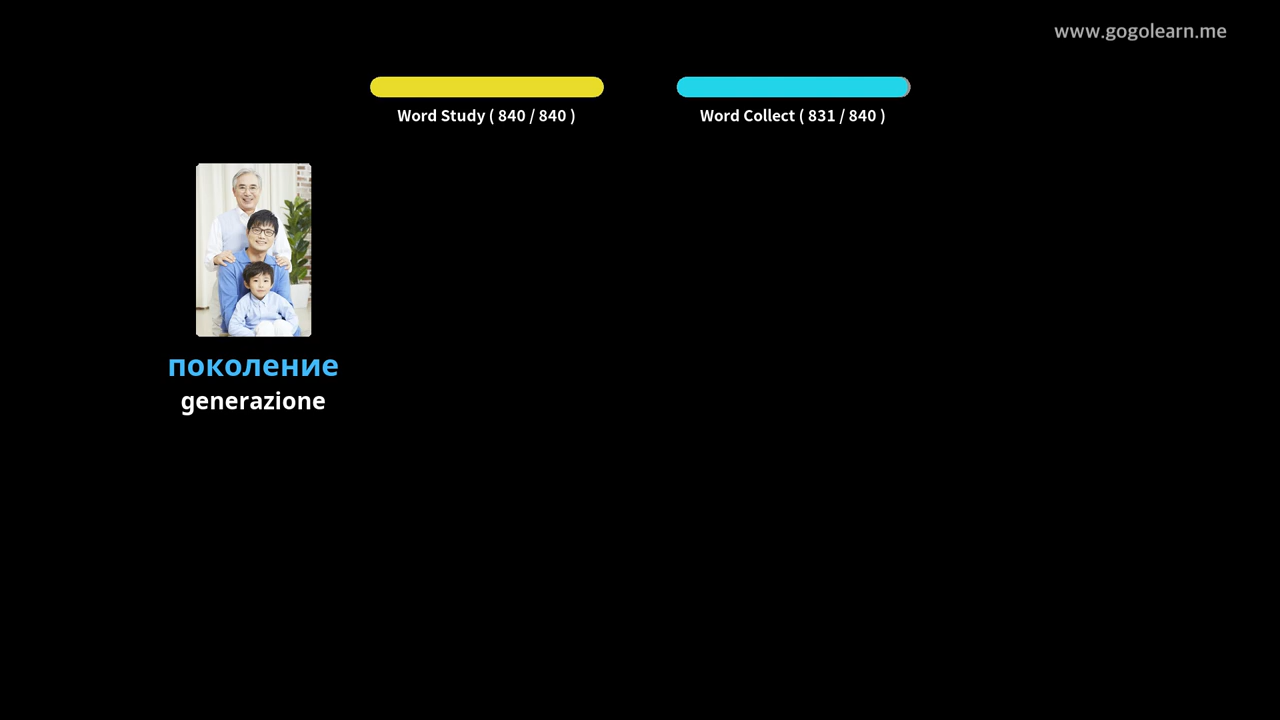 www.gogolearn.me
Word Study ( 840 / 840 )
Word Collect ( 831 / 840 )
поколение
generazione